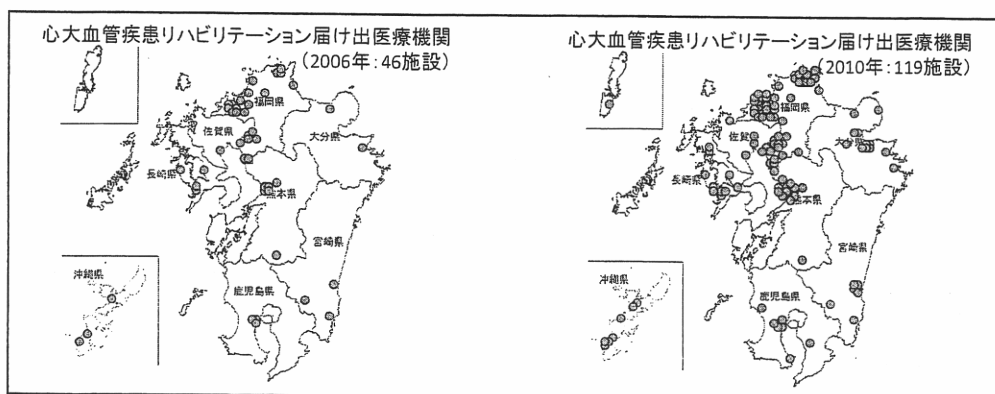 心大血管疾患リハビリテーション届け出医療機関
(2006年:46施設)
福岡県
佐賀県
大分県
長崎県
熊本県
宮崎県
鹿児島県
沖縄県
心大血管疾患リハビリテーション届け出医療機関
(2010年:119施設)
福岡県
佐賀県
大分県
長崎県
熊本県
宮崎県
鹿児島県
沖縄県